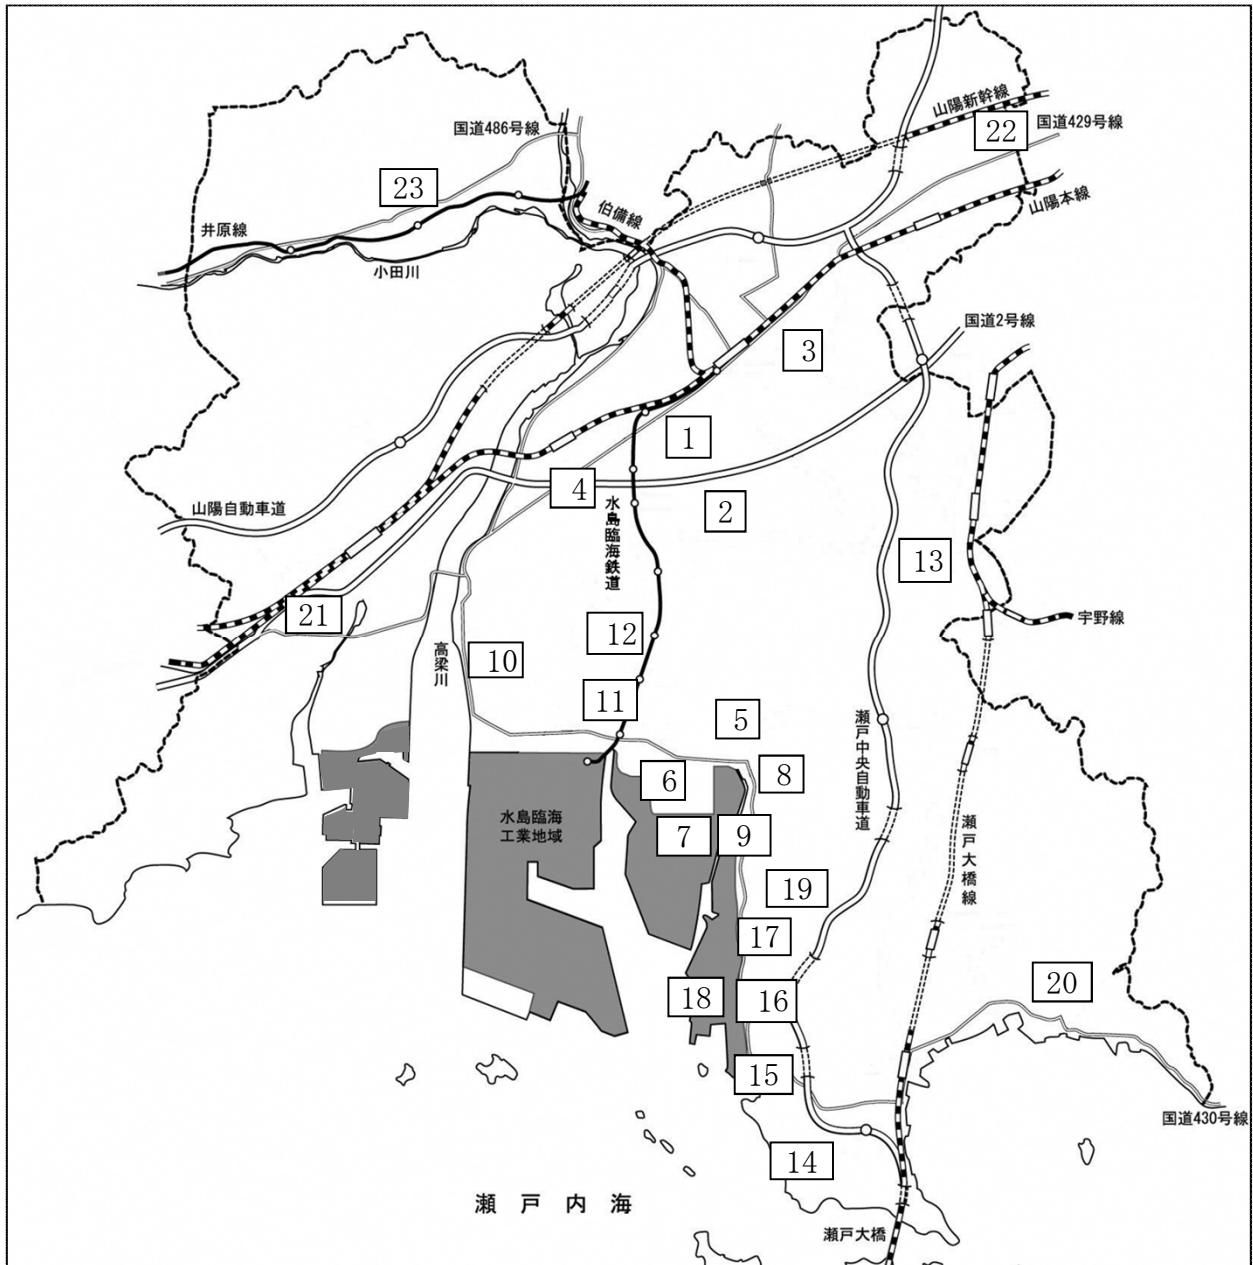 山陽新幹線
22
国道429号線
国道486号線
23
伯備線
山陽本線
井原線
小田川
国道2号線
3
1
4
2
山陽自動車道
水島臨海鉄道
13
21
12
宇野線
10
高梁川
11
5
瀬戸中央自動車道
6
8
水島臨海
工業地域
7
9
瀬戸大橋線
19
17
18
16
20
15
国道430号線
14
瀬戸内海
瀬戸大橋